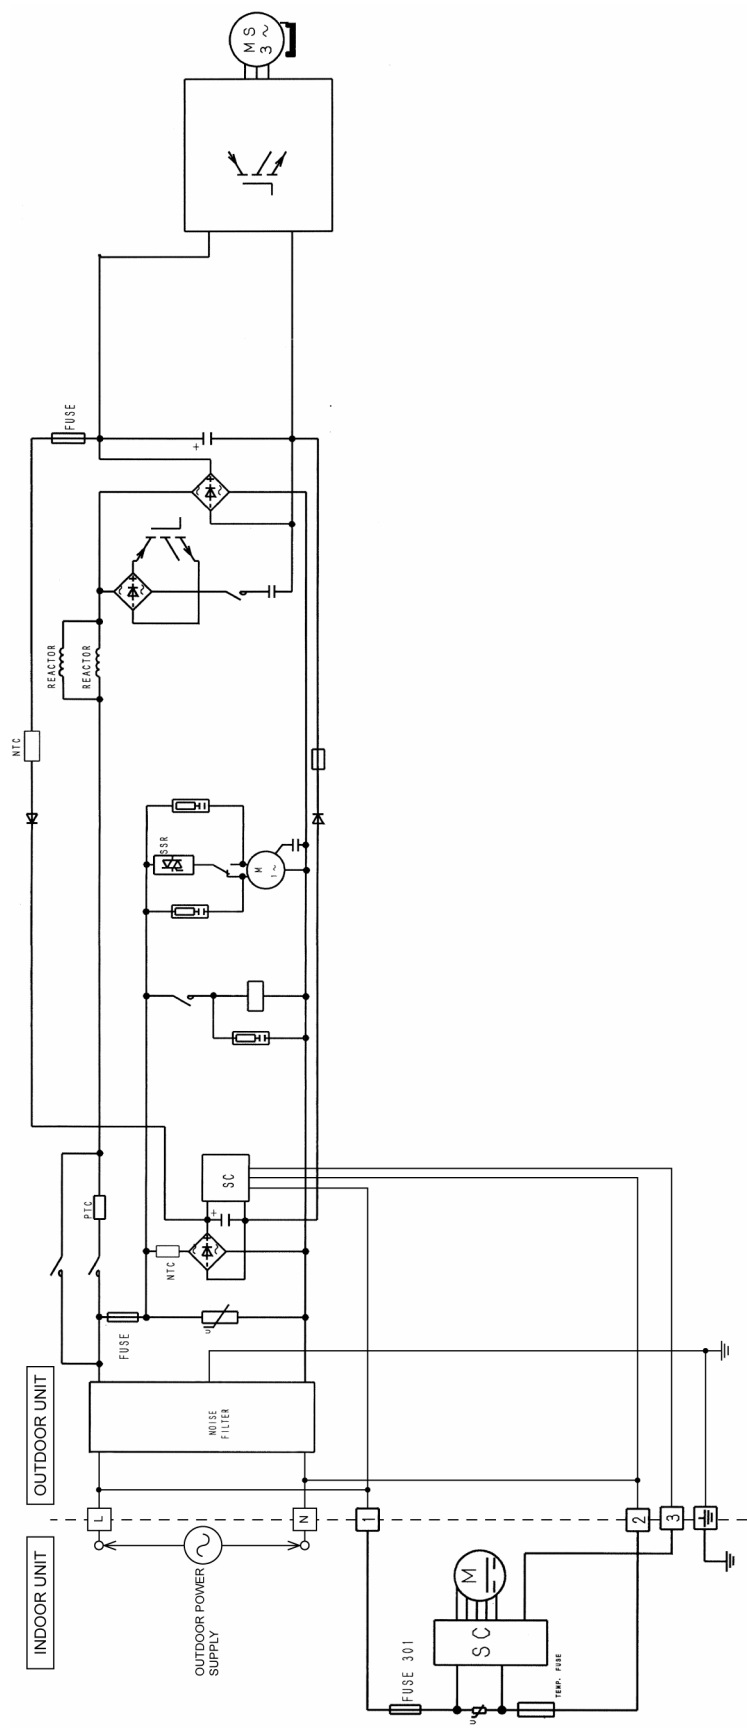 MS
3 ~
FUSE
+
REACTOR
REACTOR
NTC
SSR
M
1~
PTC
SC
+
NTC
U
FUSE
NOISE
FILTER
OUTDOOR UNIT
L
N
1
2
3
INDOOR UNIT
OUTDOOR POWER
SUPPLY
M
SC
FUSE 301
TEMP. FUSE
U